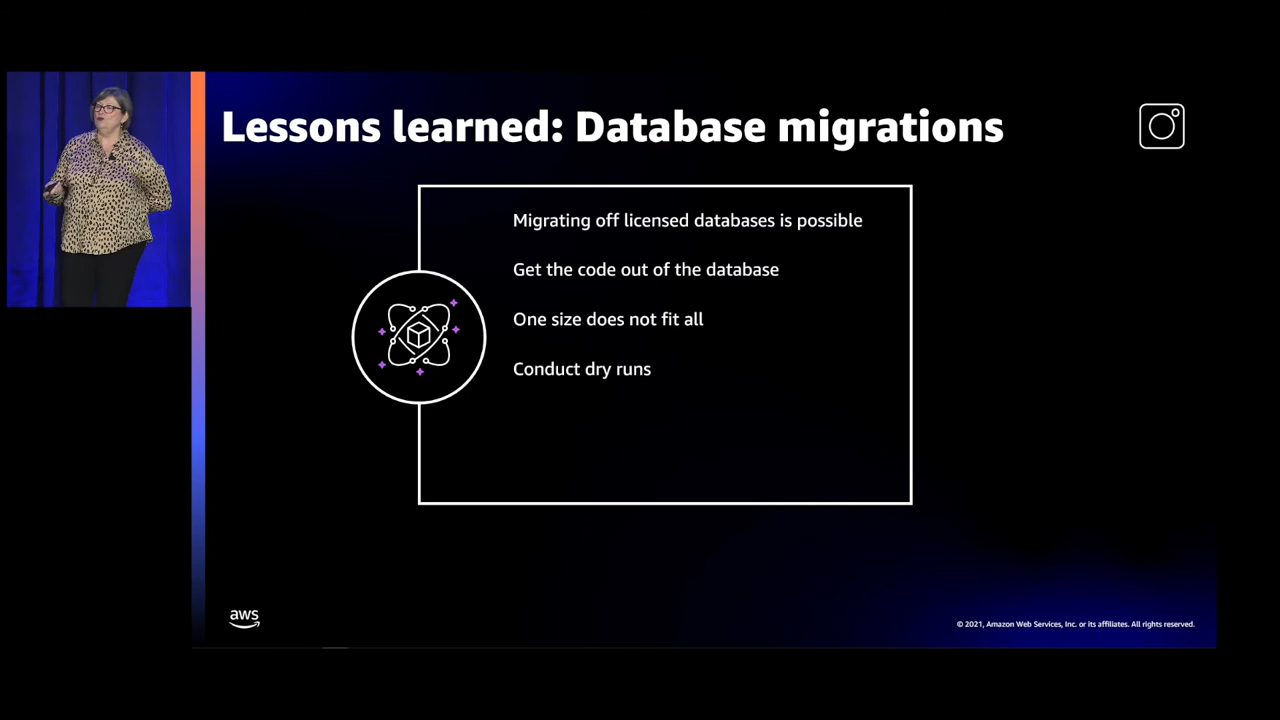 Lessons learned: Database migrations
Migrating off licensed databases is possible
Get the code out of the database
One size does not fit all
Conduct dry runs
aws
© 2021, Amazon Web Services, Inc. or its affiliates. All rights reserved.